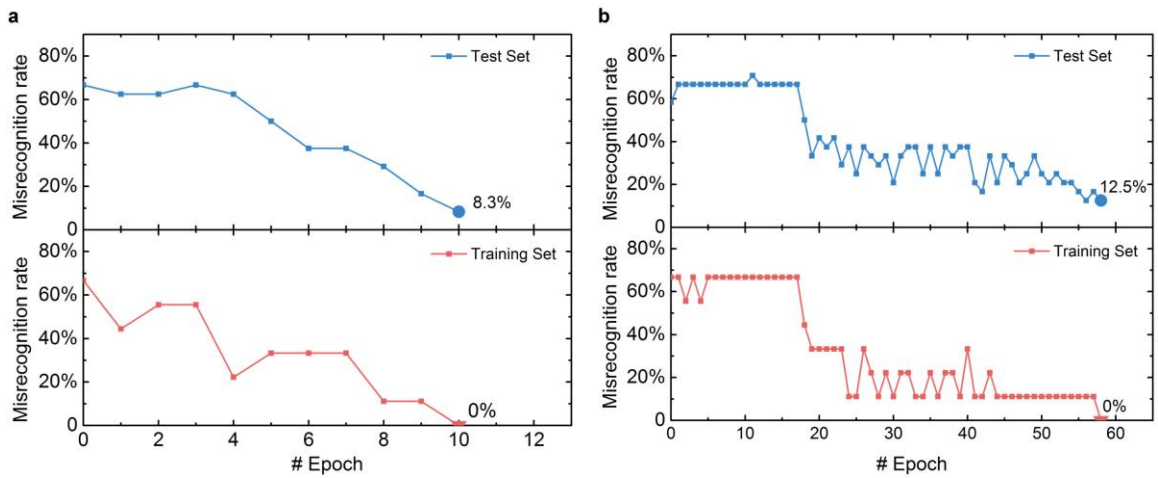 a
Misrecognition rate
80%
60%
40%
20%
0
Test Set
8.3%
Misrecognition rate
80%
60%
40%
20%
0
Training Set
0%
0 2 4 6 8 10 12
# Epoch
b
Misrecognition rate
80%
60%
40%
20%
0
Test Set
12.5%
Misrecognition rate
80%
60%
40%
20%
0
Training Set
0%
0 10 20 30 40 50 60
# Epoch